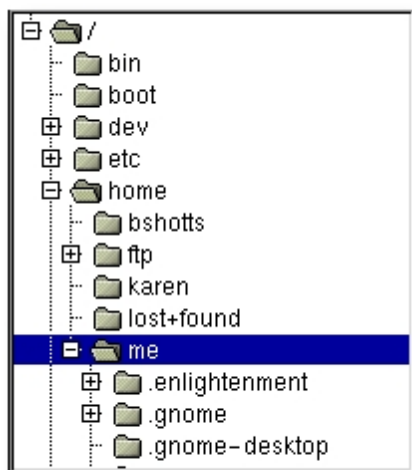 /
bin
boot
dev
etc
home
bshotts
ftp
karen
lost+found
me
.enlightenment
.gnome
.gnome-desktop